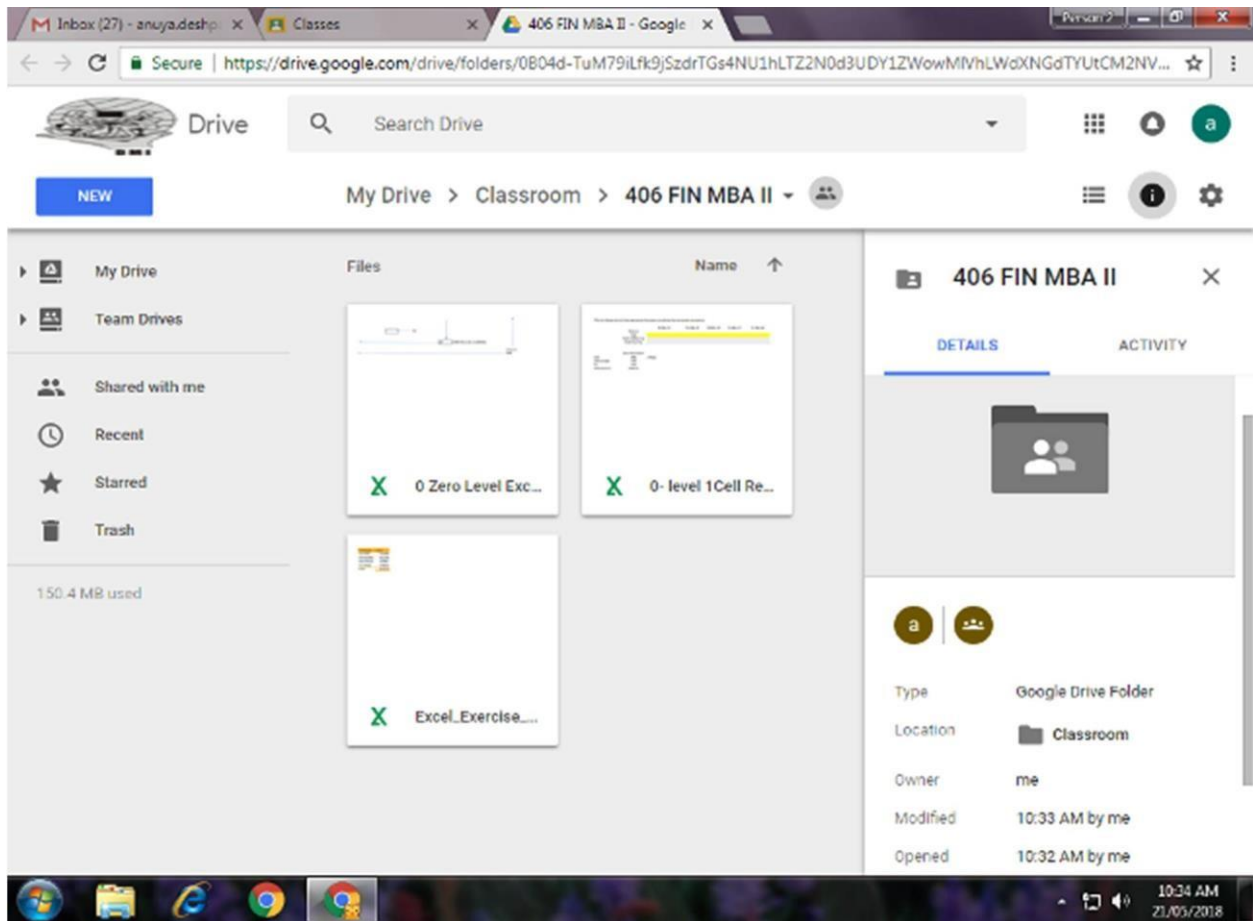 Inbox (27) - anuya.deshp
Classes
406 FIN MBA II - Google
Person 2
Secure | https://drive.google.com/drive/folders/
Drive
Search Drive
a
NEW
My Drive > Classroom > 406 FIN MBA II
My Drive
Team Drives
Shared with me
Recent
Starred
Trash
150.4 MB used
Files
Name
0 Zero Level Exc...
0- level 1Cell Re...
Excel_Exercise_...
406 FIN MBA II
DETAILS
ACTIVITY
a
Type Google Drive Folder
Location Classroom
Owner me
Modified 10:33 AM by me
Opened 10:32 AM by me
10:34 AM
21/05/2018